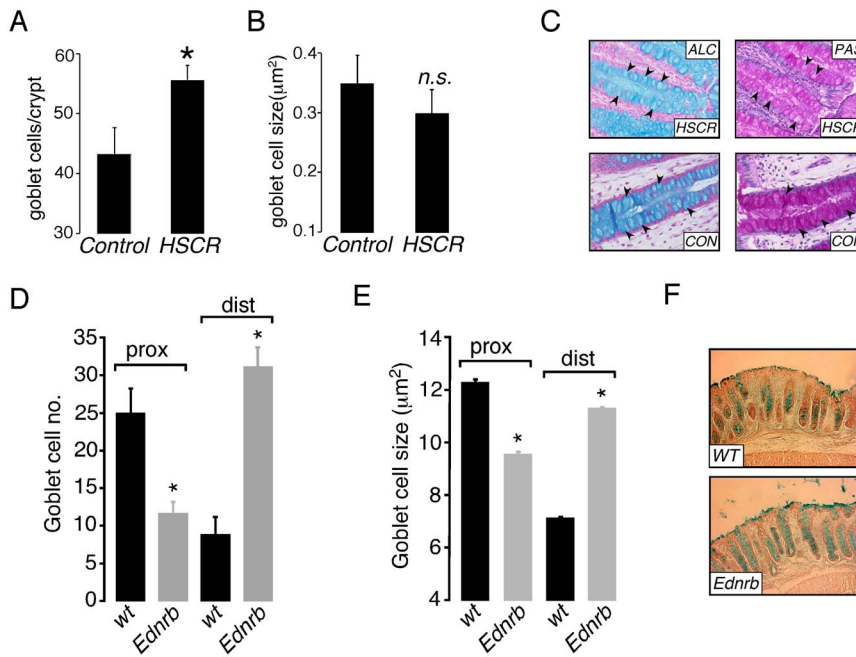 A
goblet cells/crypt
60
50
40
30
*
Control HSCR
B
goblet cell size(μm²)
0.4
0.3
0.2
0.1
n.s.
Control HSCR
C
ALC
HSCR
PAS
HSCR
CON
CON
D
Goblet cell no.
35
30
25
20
15
10
5
0
prox
dist
*
*
wt
Ednrb
wt
Ednrb
E
Goblet cell size (μm²)
14
12
10
8
6
4
prox
dist
*
*
wt
Ednrb
wt
Ednrb
F
WT
Ednrb